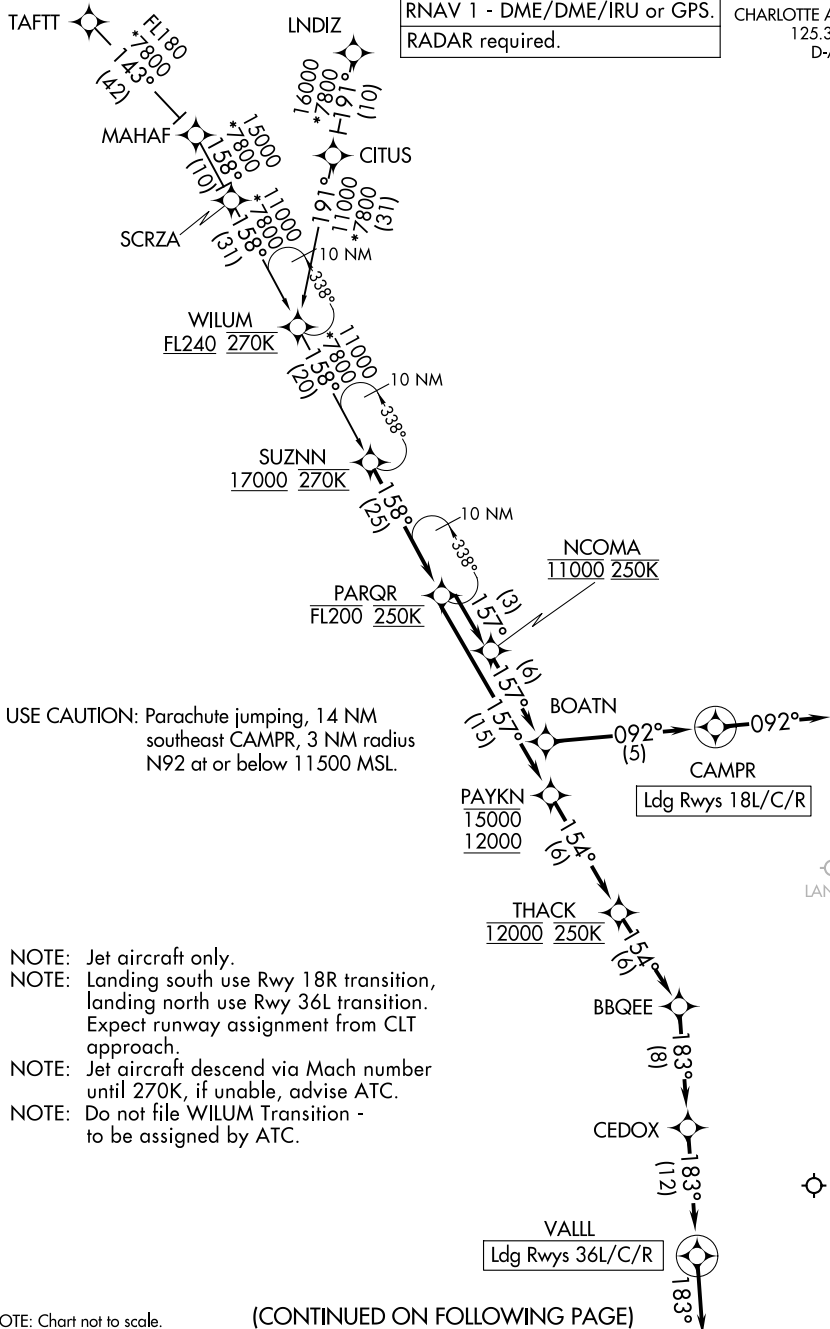 RNAV 1 - DME/DME/IRU or GPS.
RADAR required.
CHARLOTTE A
125.3
D-A
TAFTT
FL180
*7800
143°
(42)
LNDIZ
16000
*7800
191°
(10)
MAHAF
15000
*7800
158°
(10)
CITUS
191°
11000
*7800
(31)
SCRZA
11000
*7800
158°
(31)
10 NM
338°
WILUM
FL240 270K
11000
*7800
158°
(20)
10 NM
338°
SUZNN
17000 270K
158°
(25)
10 NM
338°
NCOMA
11000 250K
PARQR
FL200 250K
(3)
157°
(6)
157°
157°
(15)
BOATN
092°
(5)
092°
CAMPR
Ldg Rwys 18L/C/R
USE CAUTION: Parachute jumping, 14 NM
southeast CAMPR, 3 NM radius
N92 at or below 11500 MSL.
PAYKN
15000
12000
154°
(6)
LAN
THACK
12000 250K
154°
(6)
NOTE: Jet aircraft only.
NOTE: Landing south use Rwy 18R transition,
landing north use Rwy 36L transition.
Expect runway assignment from CLT
approach.
NOTE: Jet aircraft descend via Mach number
until 270K, if unable, advise ATC.
NOTE: Do not file WILUM Transition -
to be assigned by ATC.
BBQEE
183°
(8)
CEDOX
183°
(12)
VALLL
Ldg Rwys 36L/C/R
183°
OTE: Chart not to scale.
(CONTINUED ON FOLLOWING PAGE)